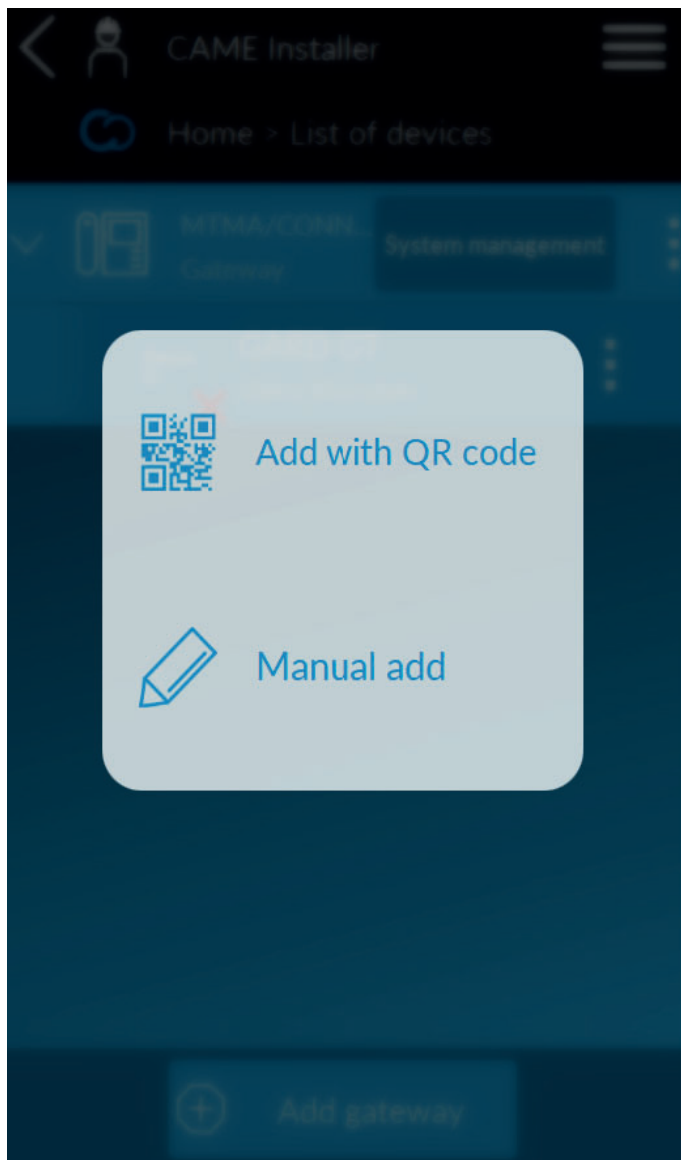 CAME Installer
Home > List of devices
MTMA/CONN...
System management
Gateway
Add with QR code
Manual add
Add gateway